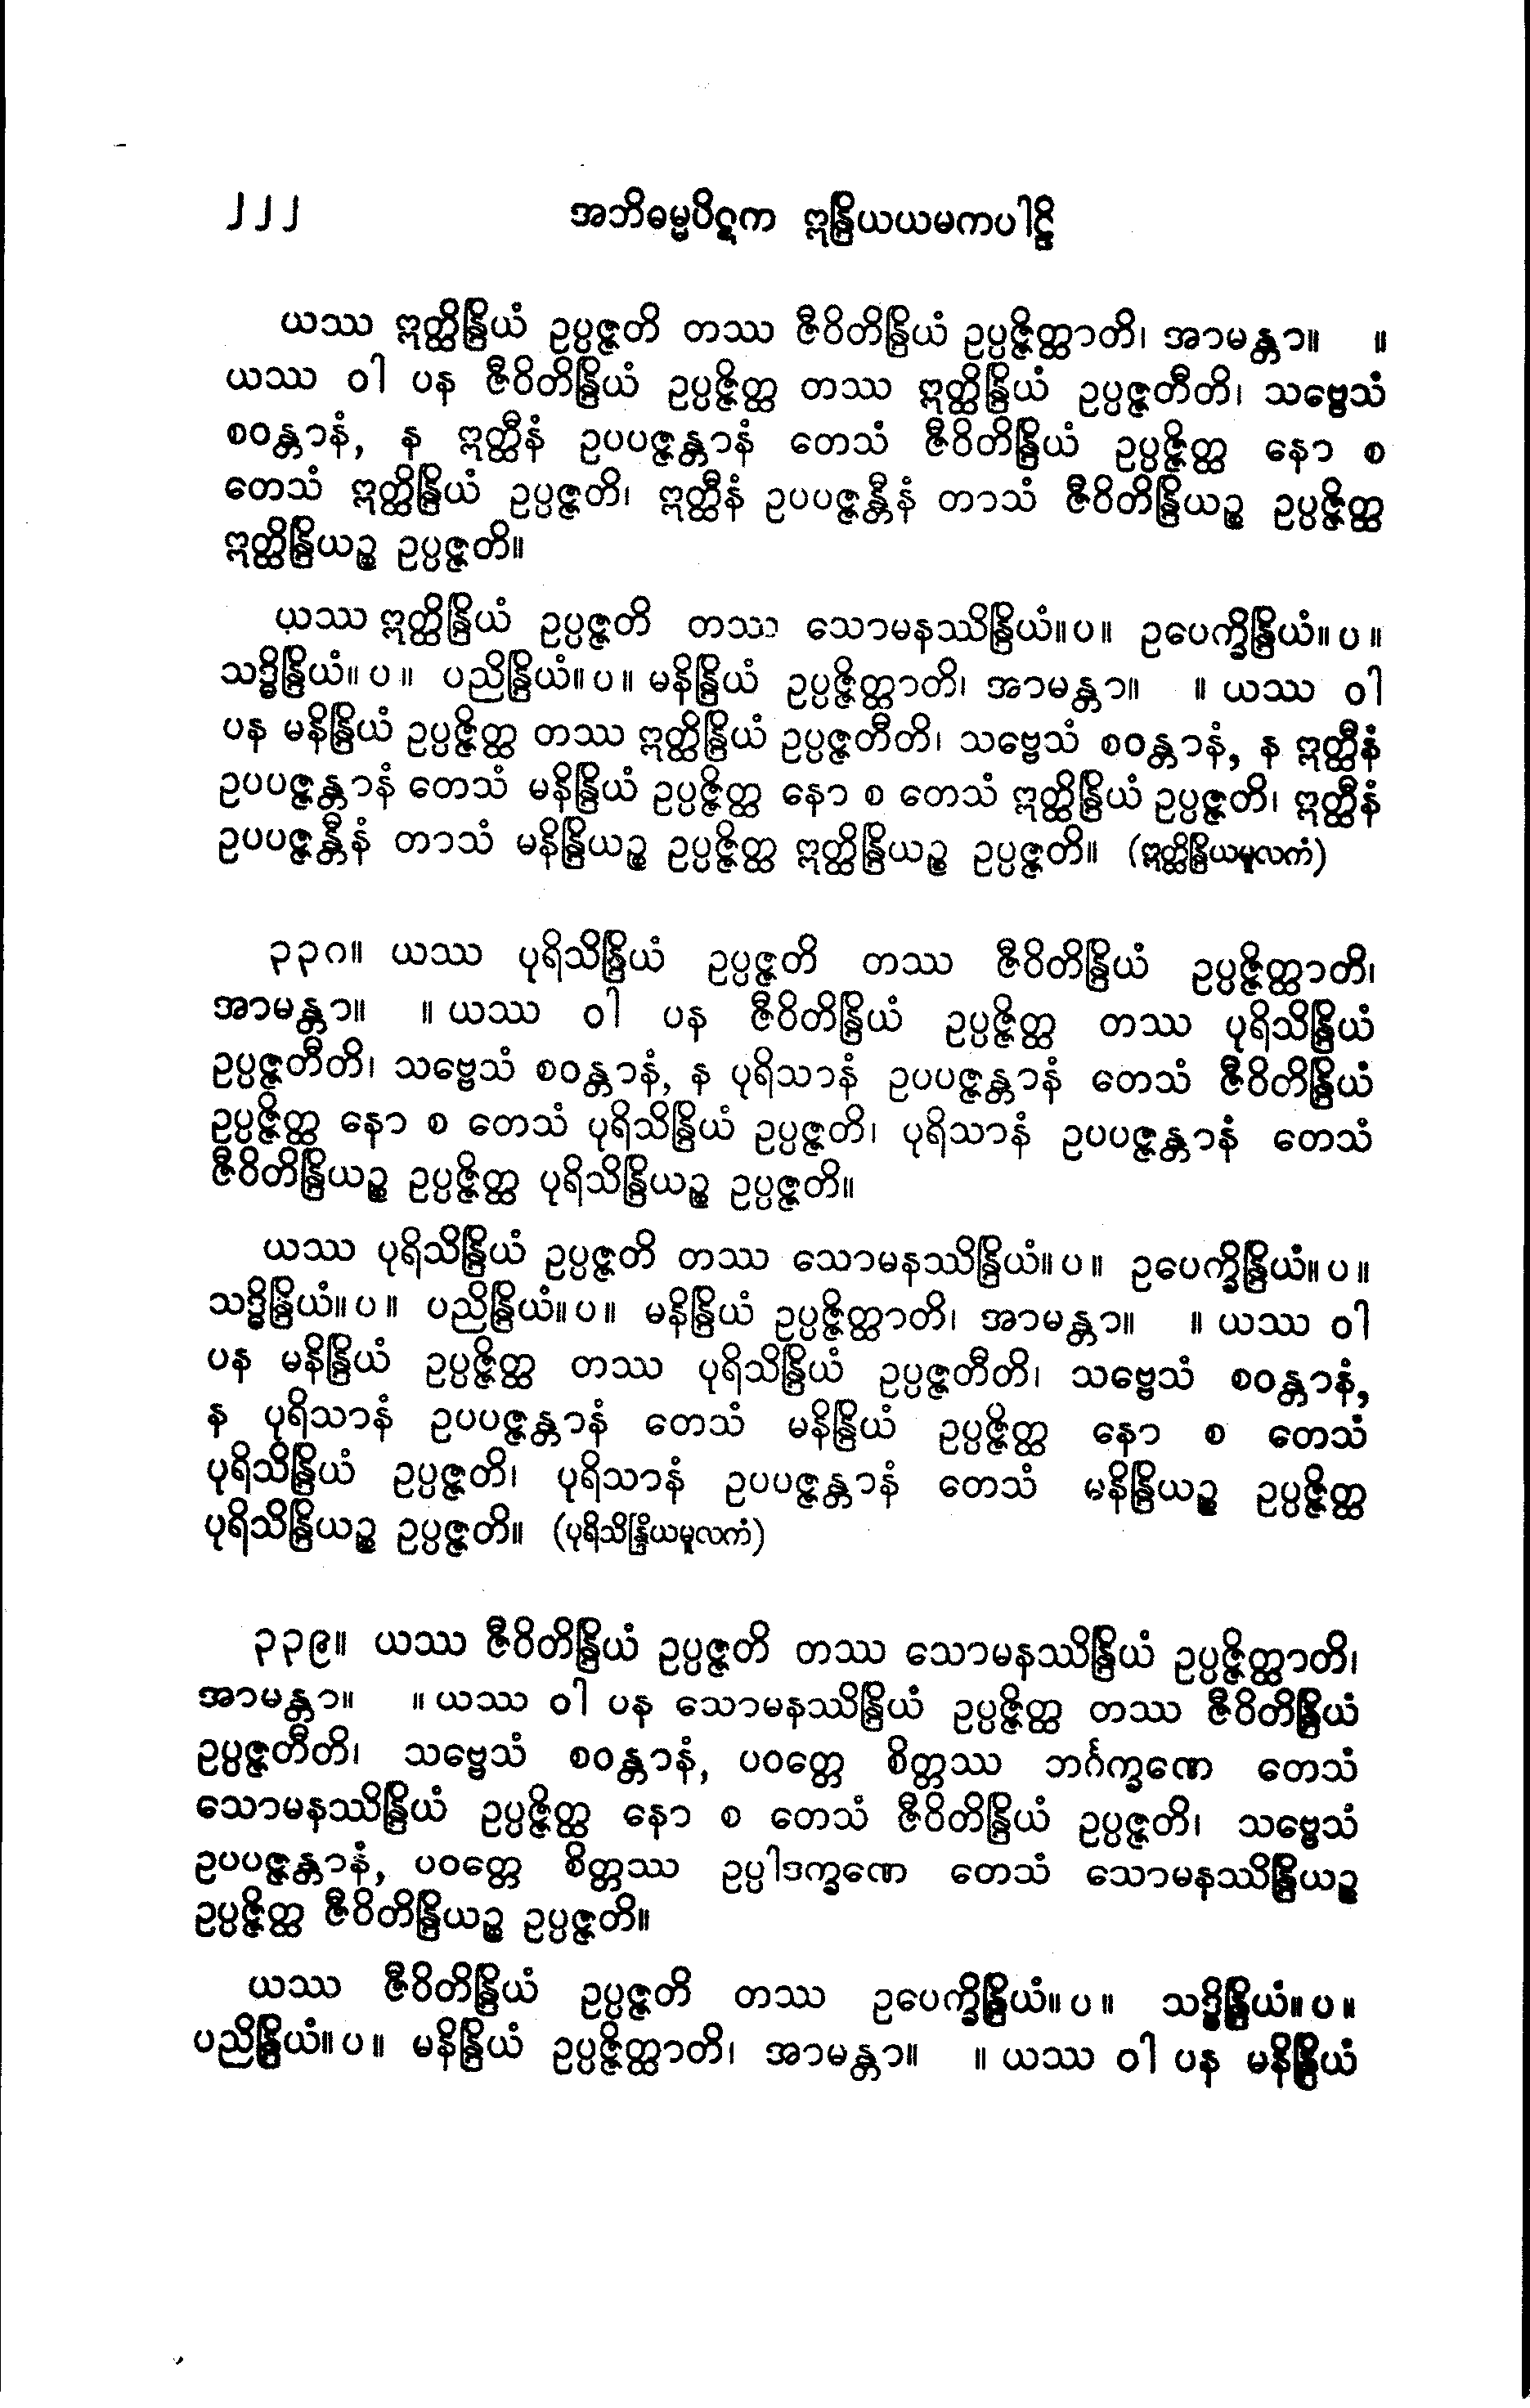 ၂၂၂ အဘိဓမ္မပိဋက ဣန္ဒြိယယမကပါဠိ
ယဿ ဣတ္ထိန္ဒြိယံ ဥပ္ပဇ္ဇတိ တဿ ဇီဝိတိန္ဒြိယံ ဥပ္ပဇ္ဇိတ္ထာတိ၊ အာမန္တာ။ ။
ယဿ ဝါ ပန ဇီဝိတိန္ဒြိယံ ဥပ္ပဇ္ဇိတ္ထ တဿ ဣတ္ထိန္ဒြိယံ ဥပ္ပဇ္ဇတီတိ၊ သဗ္ဗေသံ
စဝန္တာနံ, န ဣတ္ထီနံ ဥပပဇ္ဇန္တာနံ တေသံ ဇီဝိတိန္ဒြိယံ ဥပ္ပဇ္ဇိတ္ထ နော စ
တေသံ ဣတ္ထိန္ဒြိယံ ဥပ္ပဇ္ဇတိ၊ ဣတ္ထီနံ ဥပပဇ္ဇန္တီနံ တာသံ ဇီဝိတိန္ဒြိယဉ္စ ဥပ္ပဇ္ဇိတ္ထ
ဣတ္ထိန္ဒြိယဉ္စ ဥပ္ပဇ္ဇတိ။
ယဿ ဣတ္ထိန္ဒြိယံ ဥပ္ပဇ္ဇတိ တဿ သောမနဿိန္ဒြိယံ။ပ။ ဥပေက္ခိန္ဒြိယံ။ပ။
သဒ္ဓိန္ဒြိယံ။ပ။ ပညိန္ဒြိယံ။ပ။ မနိန္ဒြိယံ ဥပ္ပဇ္ဇိတ္ထာတိ၊ အာမန္တာ။ ။ ယဿ ဝါ
ပန မနိန္ဒြိယံ ဥပ္ပဇ္ဇိတ္ထ တဿ ဣတ္ထိန္ဒြိယံ ဥပ္ပဇ္ဇတီတိ၊ သဗ္ဗေသံ စဝန္တာနံ, န ဣတ္ထီနံ
ဥပပဇ္ဇန္တာနံ တေသံ မနိန္ဒြိယံ ဥပ္ပဇ္ဇိတ္ထ နော စ တေသံ ဣတ္ထိန္ဒြိယံ ဥပ္ပဇ္ဇတိ၊ ဣတ္ထီနံ
ဥပပဇ္ဇန္တီနံ တာသံ မနိန္ဒြိယဉ္စ ဥပ္ပဇ္ဇိတ္ထ ဣတ္ထိန္ဒြိယဉ္စ ဥပ္ပဇ္ဇတိ။ (ဣတ္ထိန္ဒြိယမူလကံ)
၃၃၈။ ယဿ ပုရိသိန္ဒြိယံ ဥပ္ပဇ္ဇတိ တဿ ဇီဝိတိန္ဒြိယံ ဥပ္ပဇ္ဇိတ္ထာတိ၊
အာမန္တာ။ ။ ယဿ ဝါ ပန ဇီဝိတိန္ဒြိယံ ဥပ္ပဇ္ဇိတ္ထ တဿ ပုရိသိန္ဒြိယံ
ဥပ္ပဇ္ဇတီတိ၊ သဗ္ဗေသံ စဝန္တာနံ, န ပုရိသာနံ ဥပပဇ္ဇန္တာနံ တေသံ ဇီဝိတိန္ဒြိယံ
ဥပ္ပဇ္ဇိတ္ထ နော စ တေသံ ပုရိသိန္ဒြိယံ ဥပ္ပဇ္ဇတိ၊ ပုရိသာနံ ဥပပဇ္ဇန္တာနံ တေသံ
ဇီဝိတိန္ဒြိယဉ္စ ဥပ္ပဇ္ဇိတ္ထ ပုရိသိန္ဒြိယဉ္စ ဥပ္ပဇ္ဇတိ။
ယဿ ပုရိသိန္ဒြိယံ ဥပ္ပဇ္ဇတိ တဿ သောမနဿိန္ဒြိယံ။ပ။ ဥပေက္ခိန္ဒြိယံ။ပ။
သဒ္ဓိန္ဒြိယံ။ပ။ ပညိန္ဒြိယံ။ပ။ မနိန္ဒြိယံ ဥပ္ပဇ္ဇိတ္ထာတိ၊ အာမန္တာ။ ။ ယဿ ဝါ
ပန မနိန္ဒြိယံ ဥပ္ပဇ္ဇိတ္ထ တဿ ပုရိသိန္ဒြိယံ ဥပ္ပဇ္ဇတီတိ၊ သဗ္ဗေသံ စဝန္တာနံ,
န ပုရိသာနံ ဥပပဇ္ဇန္တာနံ တေသံ မနိန္ဒြိယံ ဥပ္ပဇ္ဇိတ္ထ နော စ တေသံ
ပုရိသိန္ဒြိယံ ဥပ္ပဇ္ဇတိ၊ ပုရိသာနံ ဥပပဇ္ဇန္တာနံ တေသံ မနိန္ဒြိယဉ္စ ဥပ္ပဇ္ဇိတ္ထ
ပုရိသိန္ဒြိယဉ္စ ဥပ္ပဇ္ဇတိ။ (ပုရိသိန္ဒြိယမူလကံ)
၃၃၉။ ယဿ ဇီဝိတိန္ဒြိယံ ဥပ္ပဇ္ဇတိ တဿ သောမနဿိန္ဒြိယံ ဥပ္ပဇ္ဇိတ္ထာတိ၊
အာမန္တာ။ ။ ယဿ ဝါ ပန သောမနဿိန္ဒြိယံ ဥပ္ပဇ္ဇိတ္ထ တဿ ဇီဝိတိန္ဒြိယံ
ဥပ္ပဇ္ဇတီတိ၊ သဗ္ဗေသံ စဝန္တာနံ, ပဝတ္တေ စိတ္တဿ ဘင်္ဂက္ခဏေ တေသံ
သောမနဿိန္ဒြိယံ ဥပ္ပဇ္ဇိတ္ထ နော စ တေသံ ဇီဝိတိန္ဒြိယံ ဥပ္ပဇ္ဇတိ၊ သဗ္ဗေသံ
ဥပပဇ္ဇန္တာနံ, ပဝတ္တေ စိတ္တဿ ဥပ္ပါဒက္ခဏေ တေသံ သောမနဿိန္ဒြိယဉ္စ
ဥပ္ပဇ္ဇိတ္ထ ဇီဝိတိန္ဒြိယဉ္စ ဥပ္ပဇ္ဇတိ။
ယဿ ဇီဝိတိန္ဒြိယံ ဥပ္ပဇ္ဇတိ တဿ ဥပေက္ခိန္ဒြိယံ။ပ။ သဒ္ဓိန္ဒြိယံ။ပ။
ပညိန္ဒြိယံ။ပ။ မနိန္ဒြိယံ ဥပ္ပဇ္ဇိတ္ထာတိ၊ အာမန္တာ။ ။ ယဿ ဝါ ပန မနိန္ဒြိယံ